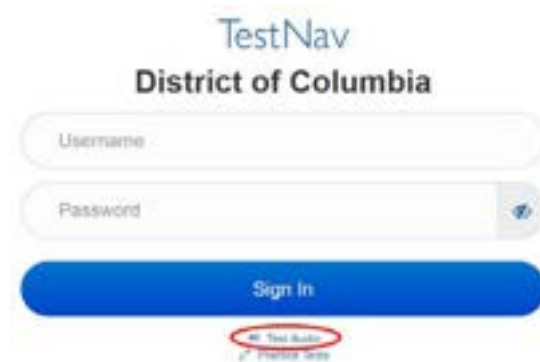 TestNav
District of Columbia
Username
Password
Sign In
Test Audio
Practice Tests